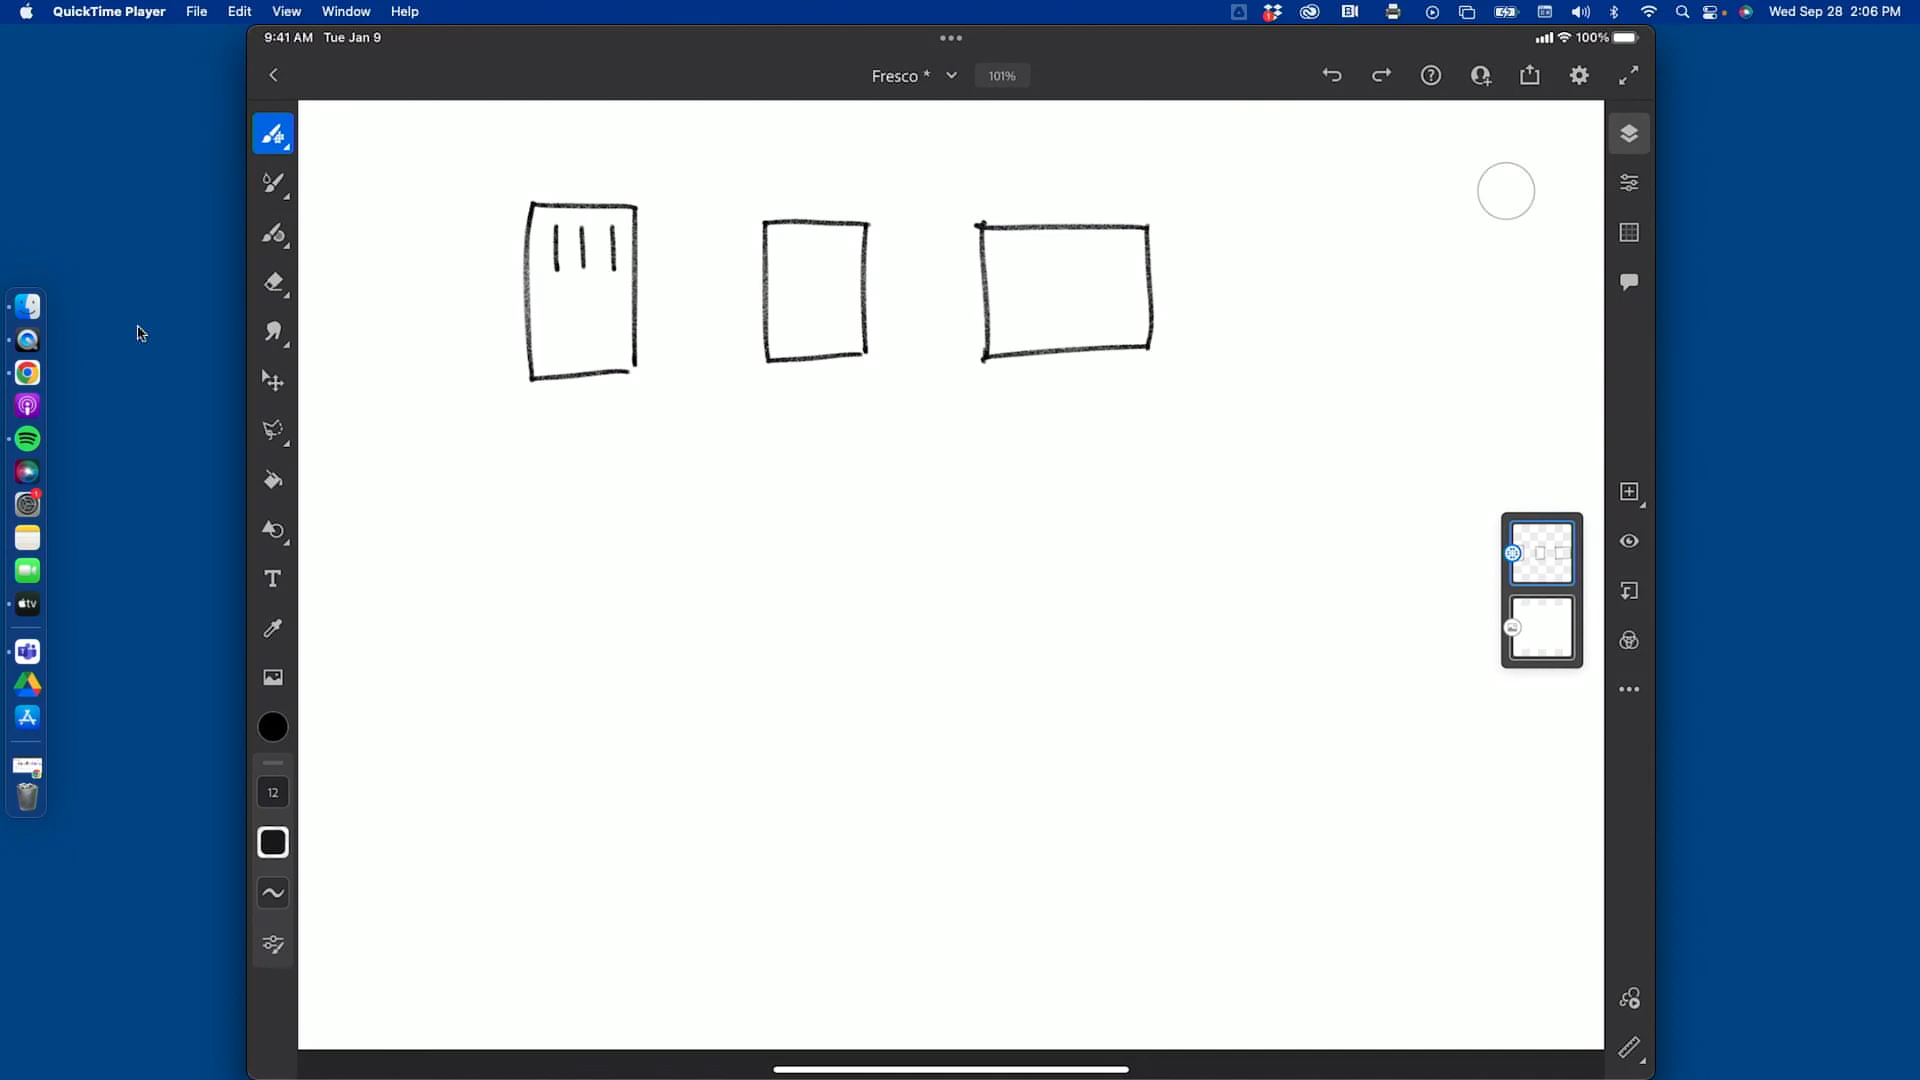 QuickTime Player File Edit View Window Help Wed Sep 28 2:06 PM
9:41 AM Tue Jan 9 100%
Fresco * 101%
tv
12